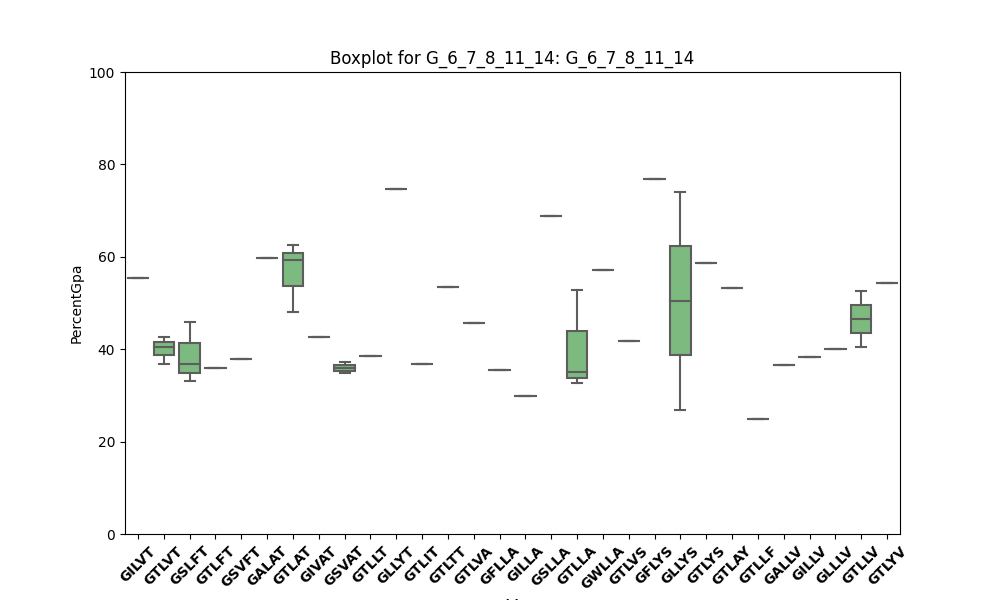 Boxplot for G_6_7_8_11_14: G_6_7_8_11_14
100
80
60
40
20
0
PercentGpa
GILVT GTLVT GSLFT GTLFT GSVFT GALAT GTLAT GIVAT GSVAT GTLLT GLLYT GTLIT GTLTT GTLVA GFLLA GILLA GSLLA GTLLA GWLLA GTLVS GFLYS GLLYS GTLYS GTLAY GTLLF GALLV GILLV GLLLV GTLLV GTLYV